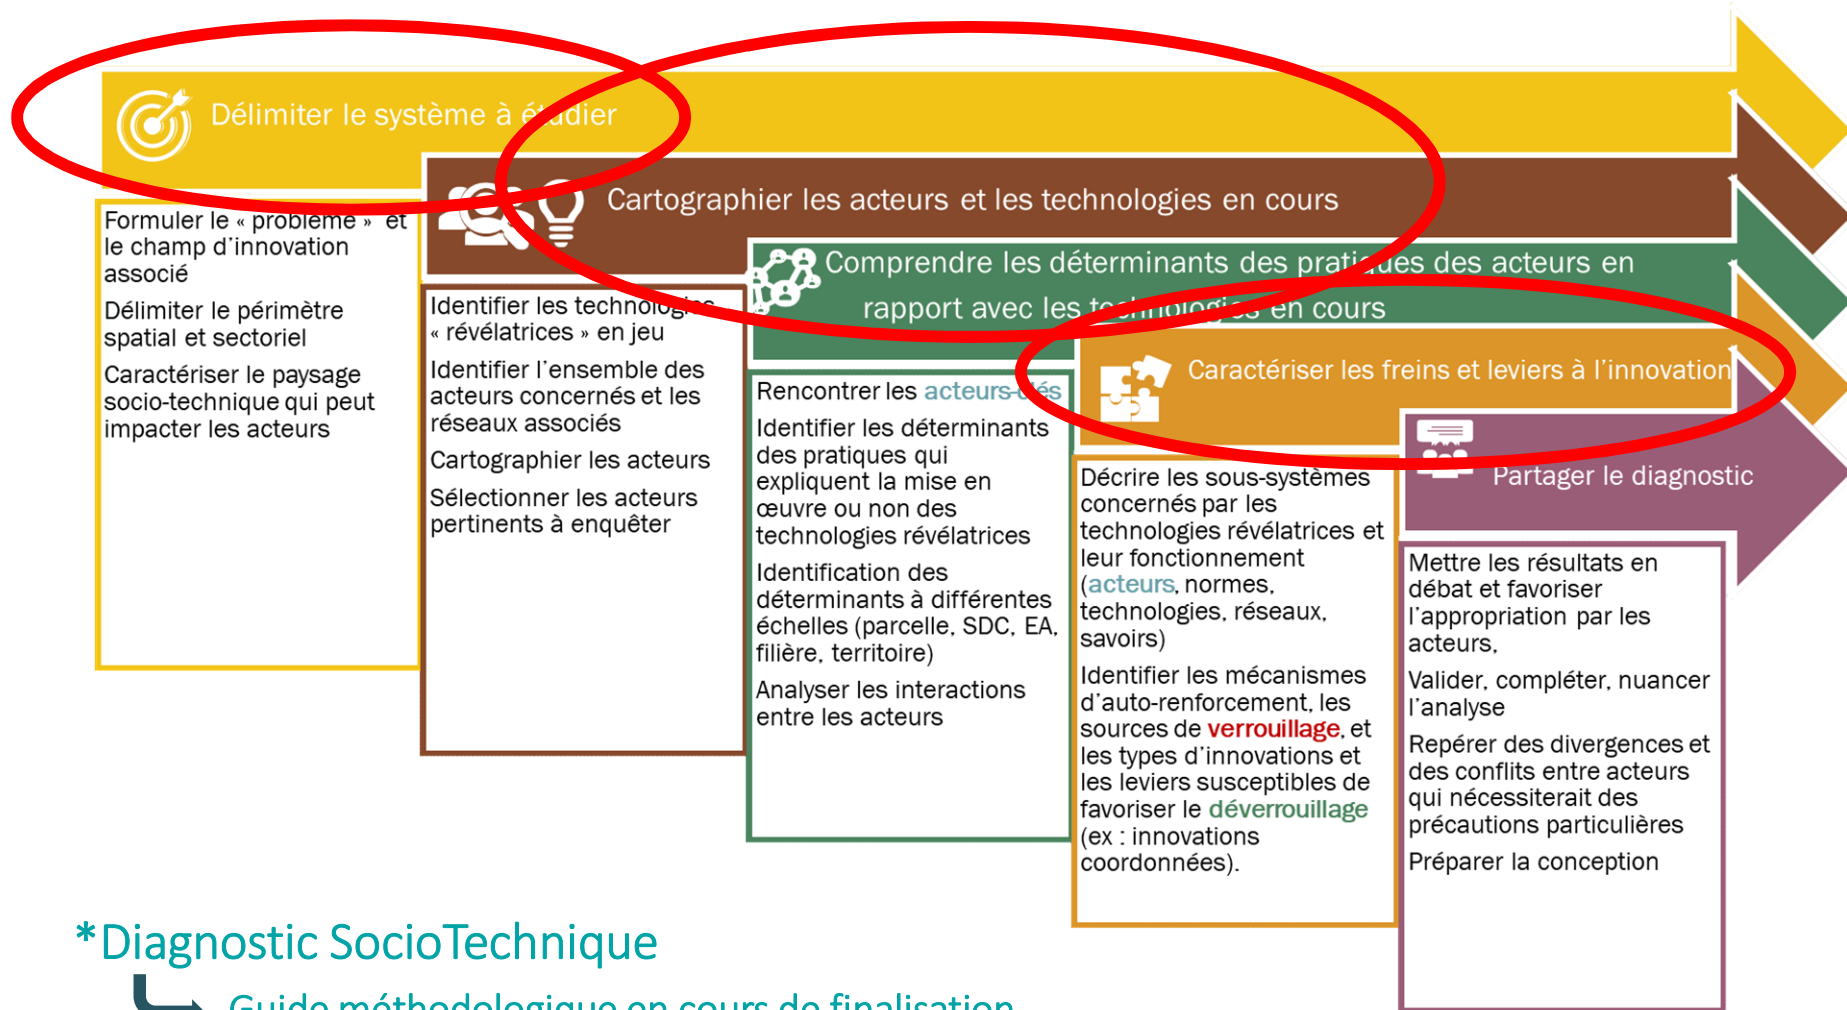 Délimiter le système à étudier
Formuler le « problème » et
le champ d'innovation
associé
Délimiter le périmètre
spatial et sectoriel
Caractériser le paysage
socio-technique qui peut
impacter les acteurs
Cartographier les acteurs et les technologies en cours
Identifier les technologies
« révélatrices » en jeu
Identifier l'ensemble des
acteurs concernés et les
réseaux associés
Cartographier les acteurs
Sélectionner les acteurs
pertinents à enquêter
Comprendre les déterminants des pratiques des acteurs en
rapport avec les technologies en cours
Rencontrer les acteurs-clés
Identifier les déterminants
des pratiques qui
expliquent la mise en
œuvre ou non des
technologies révélatrices
Identification des
déterminants à différentes
échelles (parcelle, SDC, EA,
filière, territoire)
Analyser les interactions
entre les acteurs
Caractériser les freins et leviers à l'innovation
Décrire les sous-systèmes
concernés par les
technologies révélatrices et
leur fonctionnement
(acteurs, normes,
technologies, réseaux,
savoirs)
Identifier les mécanismes
d'auto-renforcement, les
sources de verrouillage, et
les types d'innovations et
les leviers susceptibles de
favoriser le déverrouillage
(ex : innovations
coordonnées).
Partager le diagnostic
Mettre les résultats en
débat et favoriser
l'appropriation par les
acteurs,
Valider, compléter, nuancer
l'analyse
Repérer des divergences et
des conflits entre acteurs
qui nécessiterait des
précautions particulières
Préparer la conception
*Diagnostic SocioTechnique
Guide méthodologique en cours de finalisation